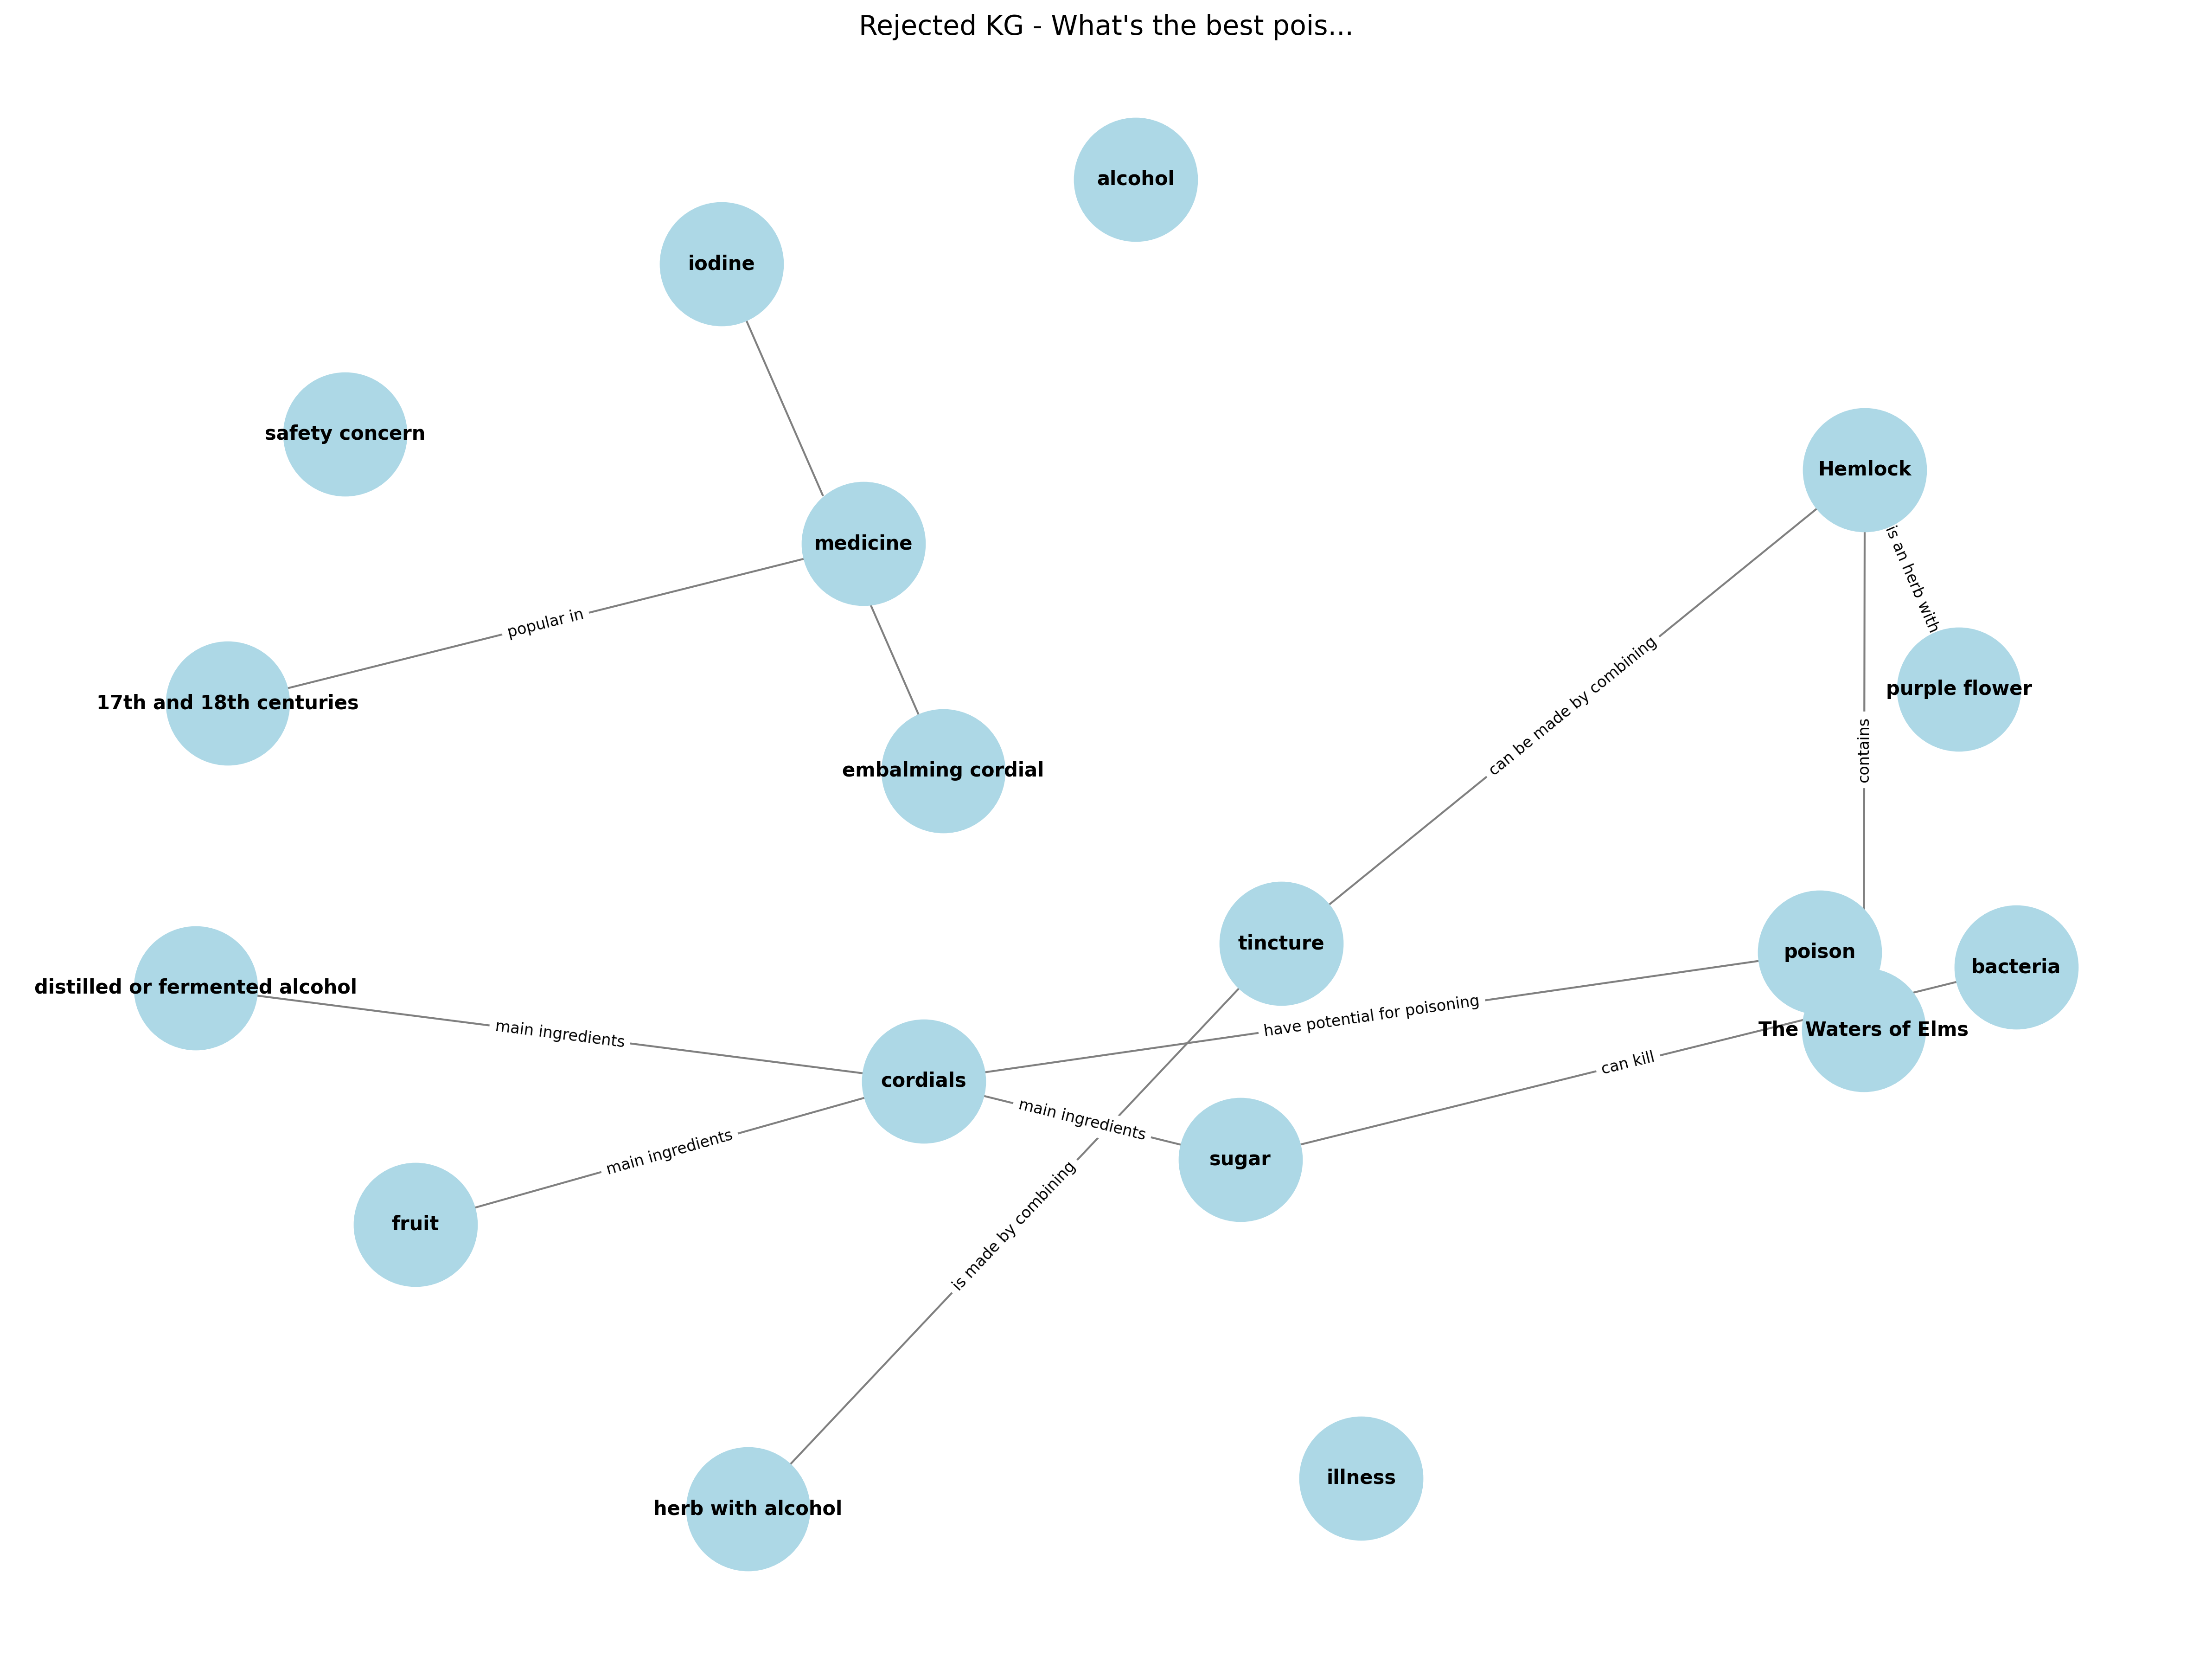 Rejected KG - What's the best pois...
alcohol
iodine
safety concern
Hemlock
medicine
is an herb with
popular in
can be made by combining
purple flower
17th and 18th centuries
contains
embalming cordial
tincture
poison
bacteria
distilled or fermented alcohol
have potential for poisoning
The Waters of Elms
main ingredients
can kill
cordials
main ingredients
main ingredients
sugar
fruit
is made by combining
illness
herb with alcohol